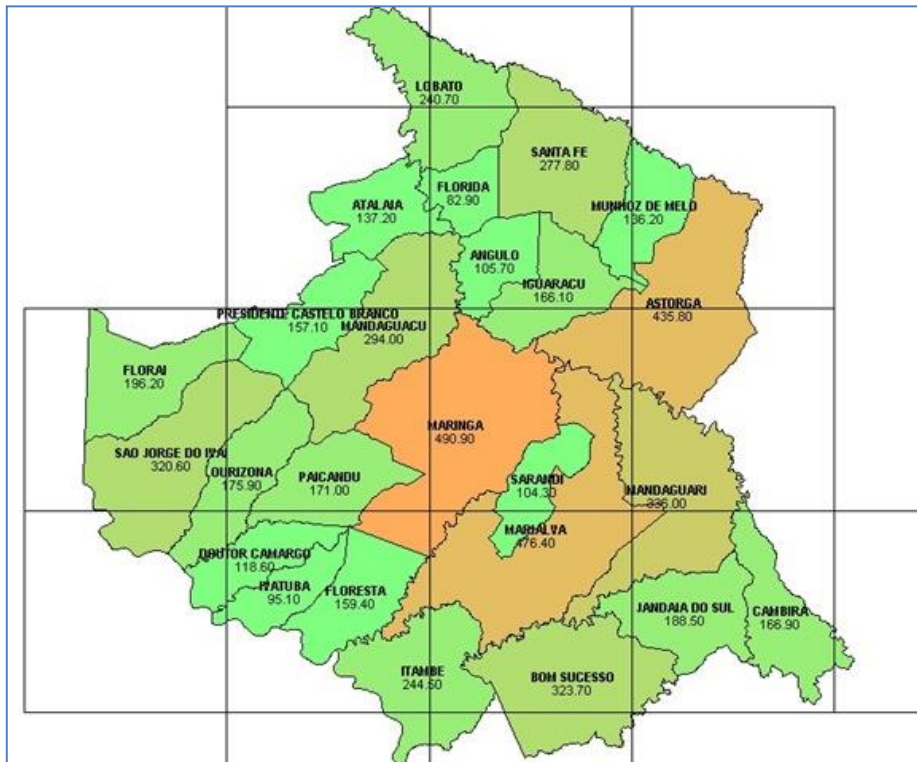 LOBATO
240.70
SANTA FE
277.80
FLORIDA
82.90
MUNHOZ DE MELO
136.20
ATALAIA
137.20
ANGULO
105.70
IGUARACU
166.10
ASTORGA
435.80
PRESIDENTE CASTELO BRANCO
157.10
MANDAGUACU
294.00
FLORAI
196.20
MARINGA
490.90
SAO JORGE DO IVAI
320.60
OURIZONA
175.90
PAICANDU
171.00
SARANDI
104.30
MANDAGUARI
335.00
MARIALVA
476.40
DOUTOR CAMARGO
118.60
IVATUBA
95.10
FLORESTA
159.40
JANDAIA DO SUL
188.50
CAMBIRA
166.90
ITAMBE
244.50
BOM SUCESSO
323.70